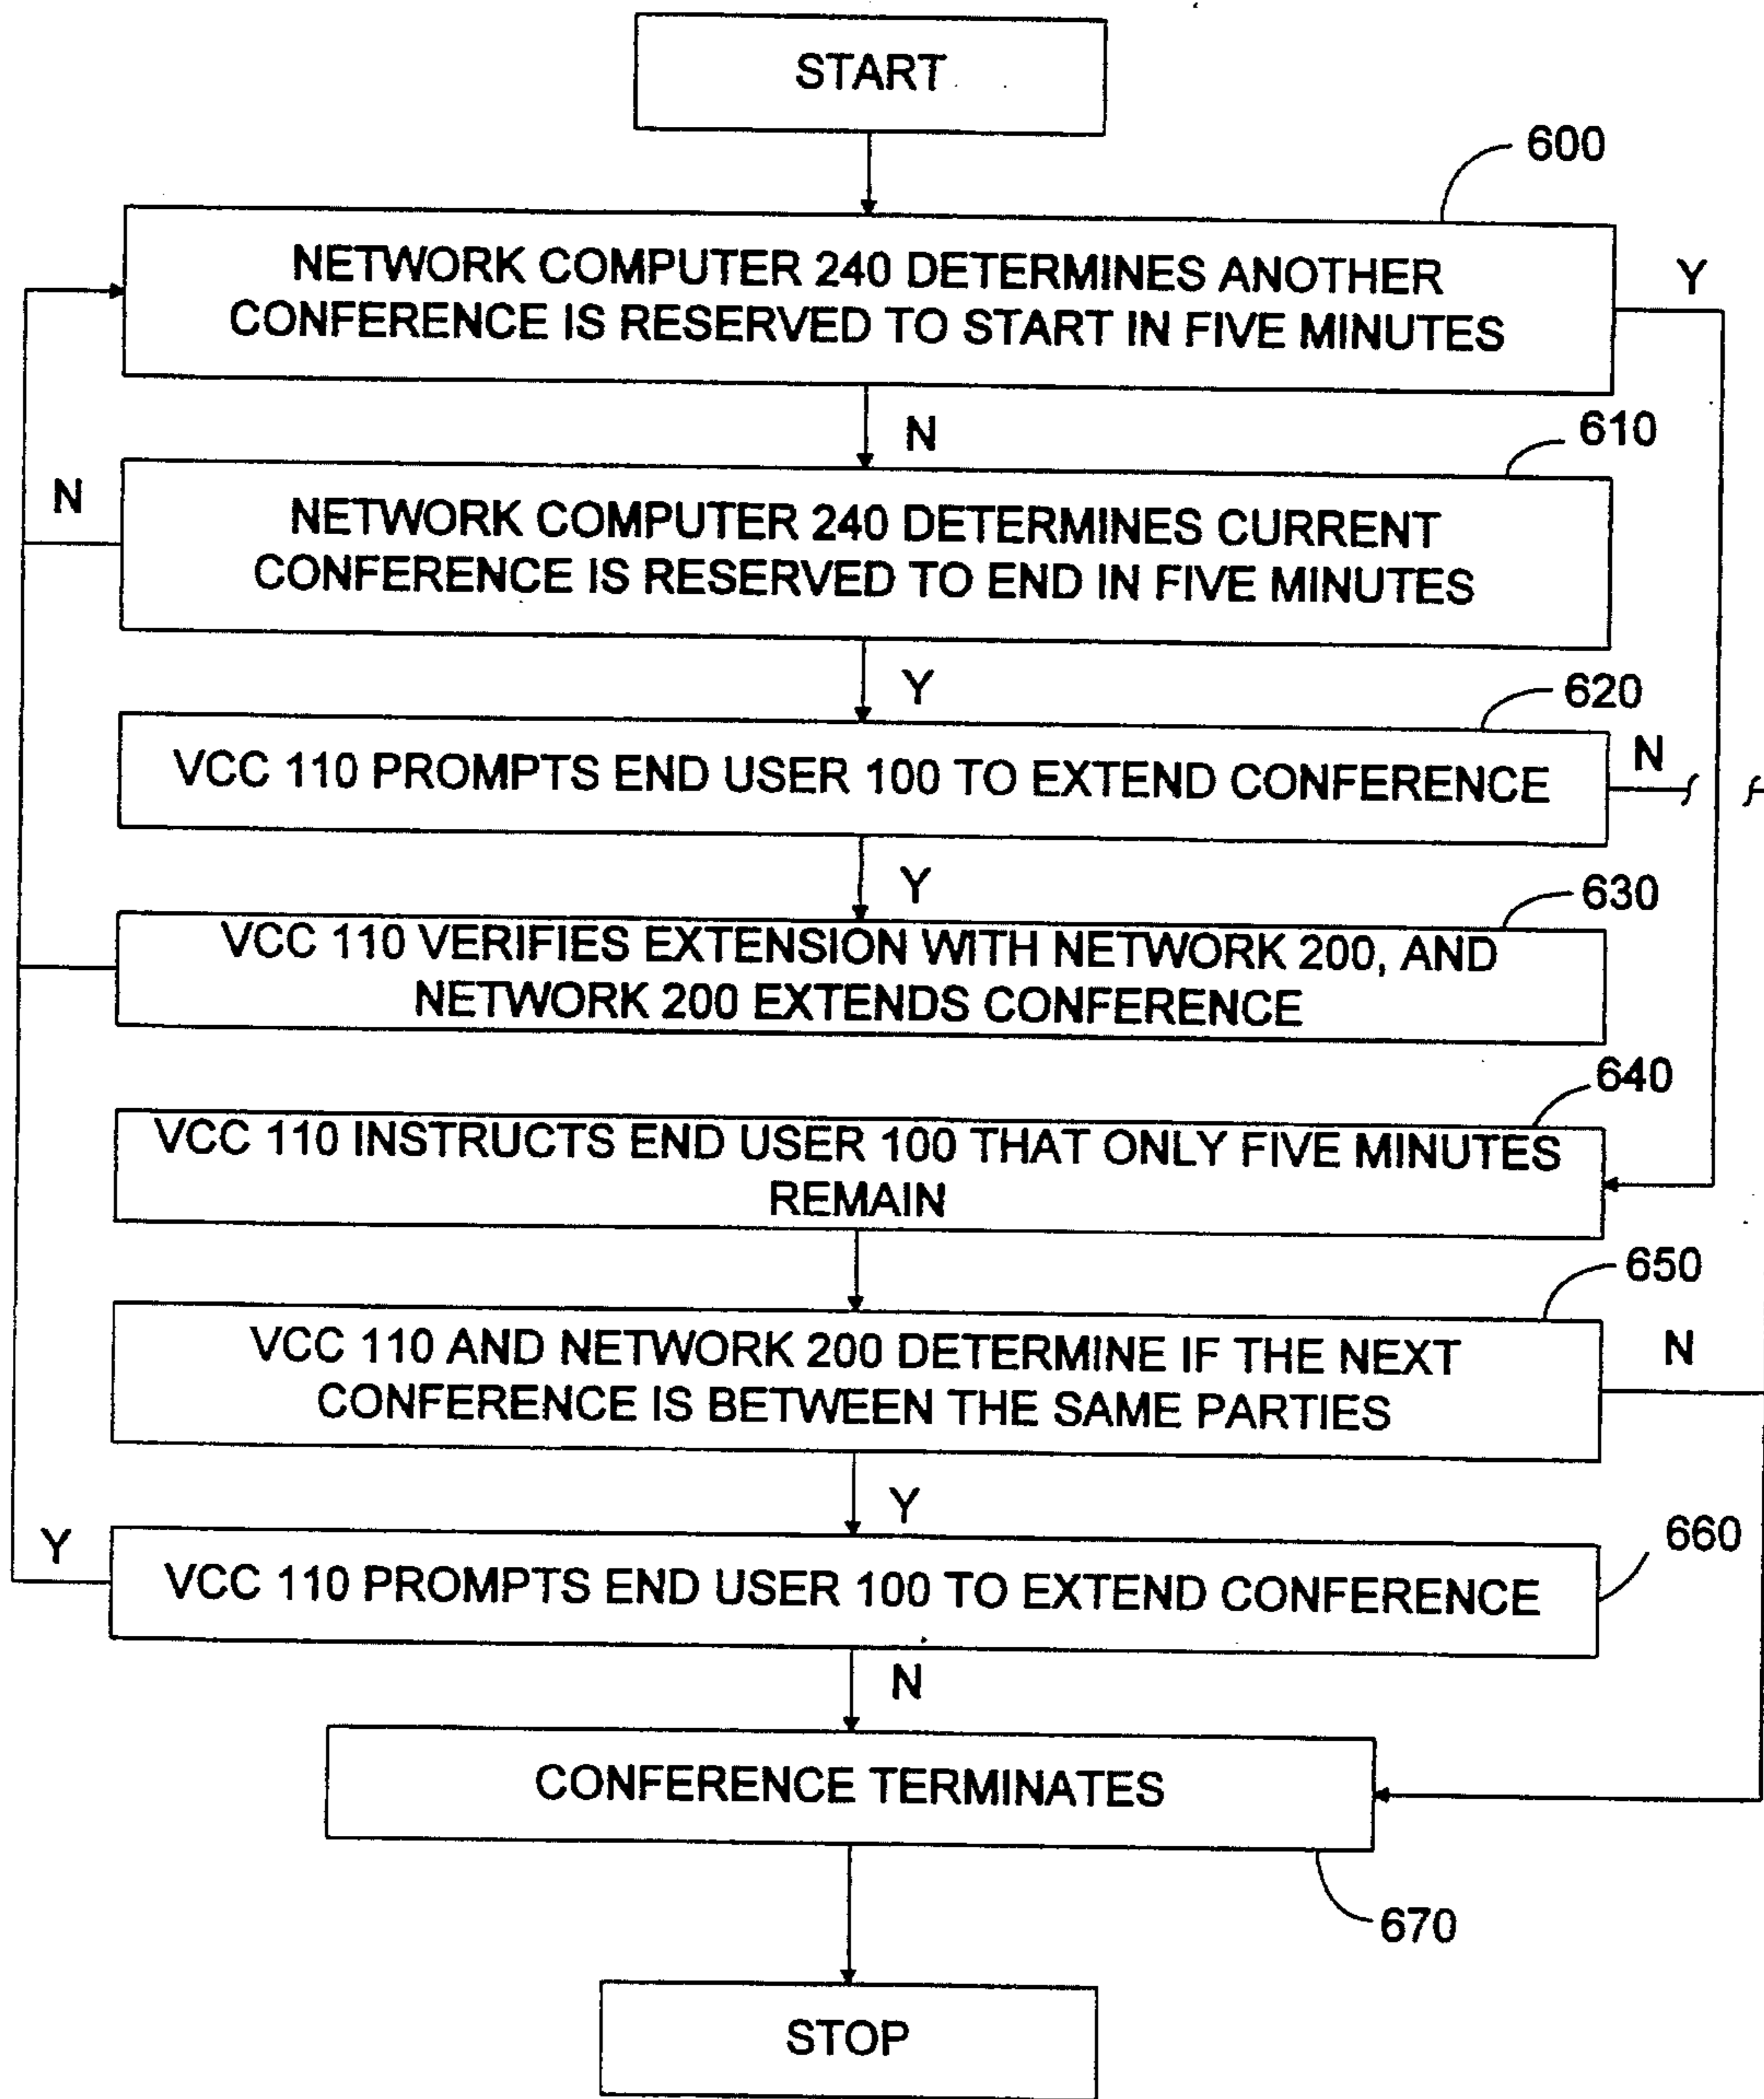 START
600
NETWORK COMPUTER 240 DETERMINES ANOTHER
CONFERENCE IS RESERVED TO START IN FIVE MINUTES
Y
N
610
N
NETWORK COMPUTER 240 DETERMINES CURRENT
CONFERENCE IS RESERVED TO END IN FIVE MINUTES
Y
620
VCC 110 PROMPTS END USER 100 TO EXTEND CONFERENCE
N
Y
630
VCC 110 VERIFIES EXTENSION WITH NETWORK 200, AND
NETWORK 200 EXTENDS CONFERENCE
640
VCC 110 INSTRUCTS END USER 100 THAT ONLY FIVE MINUTES
REMAIN
650
VCC 110 AND NETWORK 200 DETERMINE IF THE NEXT
CONFERENCE IS BETWEEN THE SAME PARTIES
N
Y
660
Y
VCC 110 PROMPTS END USER 100 TO EXTEND CONFERENCE
N
CONFERENCE TERMINATES
670
STOP